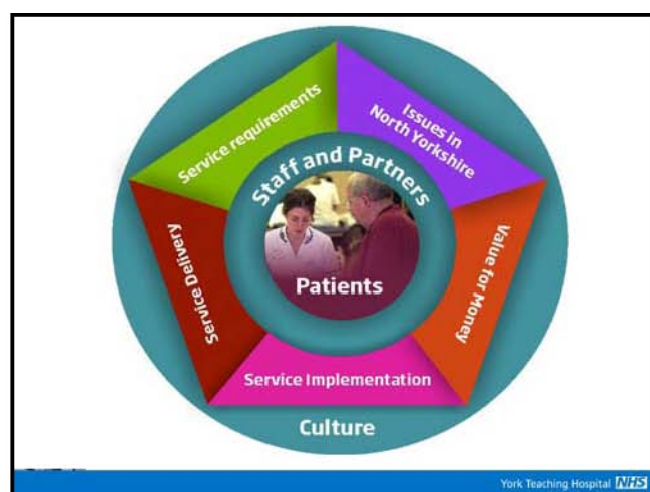 Service requirements
Issues in
North Yorkshire
Staff and Partners
Patients
Service Delivery
Value for Money
Service Implementation
Culture
York Teaching Hospital NHS